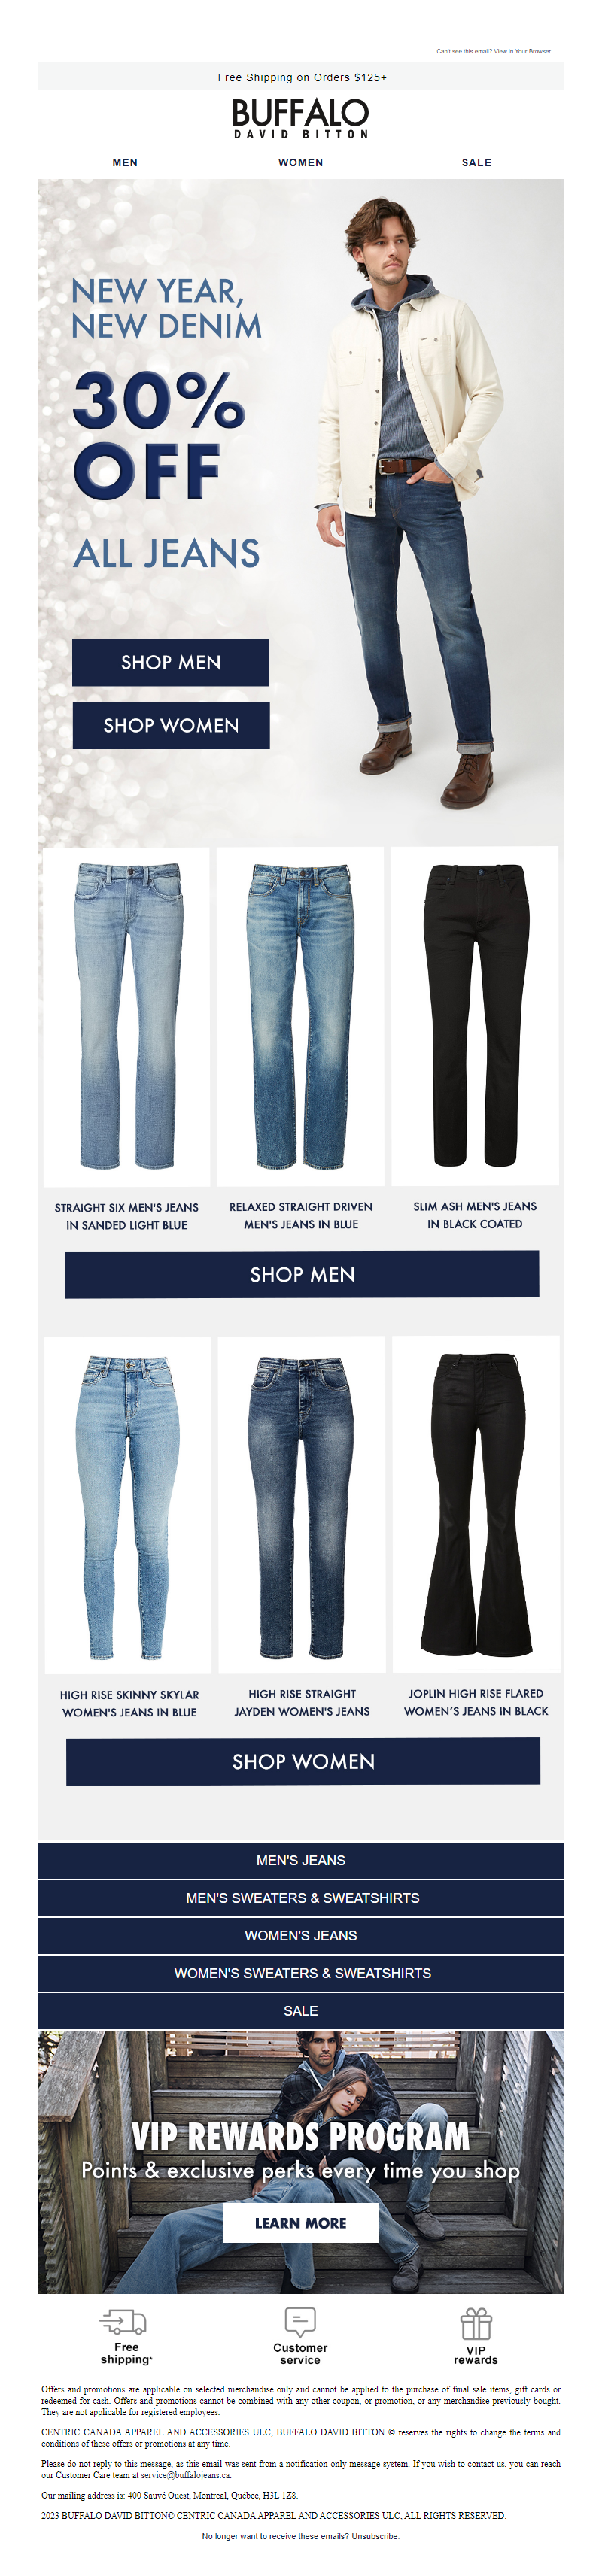 Can't see this email? View in Your Browser
Free Shipping on Orders $125+
BUFFALO
DAVID BITTON
MEN WOMEN SALE
NEW YEAR,
NEW DENIM
30%
OFF
ALL JEANS
SHOP MEN
SHOP WOMEN
STRAIGHT SIX MEN'S JEANS
IN SANDED LIGHT BLUE
RELAXED STRAIGHT DRIVEN
MEN'S JEANS IN BLUE
SLIM ASH MEN'S JEANS
IN BLACK COATED
SHOP MEN
HIGH RISE SKINNY SKYLAR
WOMEN'S JEANS IN BLUE
HIGH RISE STRAIGHT
JAYDEN WOMEN'S JEANS
JOPLIN HIGH RISE FLARED
WOMEN'S JEANS IN BLACK
SHOP WOMEN
MEN'S JEANS
MEN'S SWEATERS & SWEATSHIRTS
WOMEN'S JEANS
WOMEN'S SWEATERS & SWEATSHIRTS
SALE
VIP REWARDS PROGRAM
Points & exclusive perks every time you shop
LEARN MORE
Free
shipping*
Customer
service
VIP
rewards
Offers and promotions are applicable on selected merchandise only and cannot be applied to the purchase of final sale items, gift cards or
redeemed for cash. Offers and promotions cannot be combined with any other coupon, or promotion, or any merchandise previously bought.
They are not applicable for registered employees.
CENTRIC CANADA APPAREL AND ACCESSORIES ULC, BUFFALO DAVID BITTON © reserves the rights to change the terms and
conditions of these offers or promotions at any time.
Please do not reply to this message, as this email was sent from a notification-only message system. If you wish to contact us, you can reach
our Customer Care team at service@buffalojeans.ca.
Our mailing address is: 400 Sauvé Ouest, Montreal, Québec, H3L 1Z8.
2023 BUFFALO DAVID BITTON© CENTRIC CANADA APPAREL AND ACCESSORIES ULC, ALL RIGHTS RESERVED.
No longer want to receive these emails? Unsubscribe.